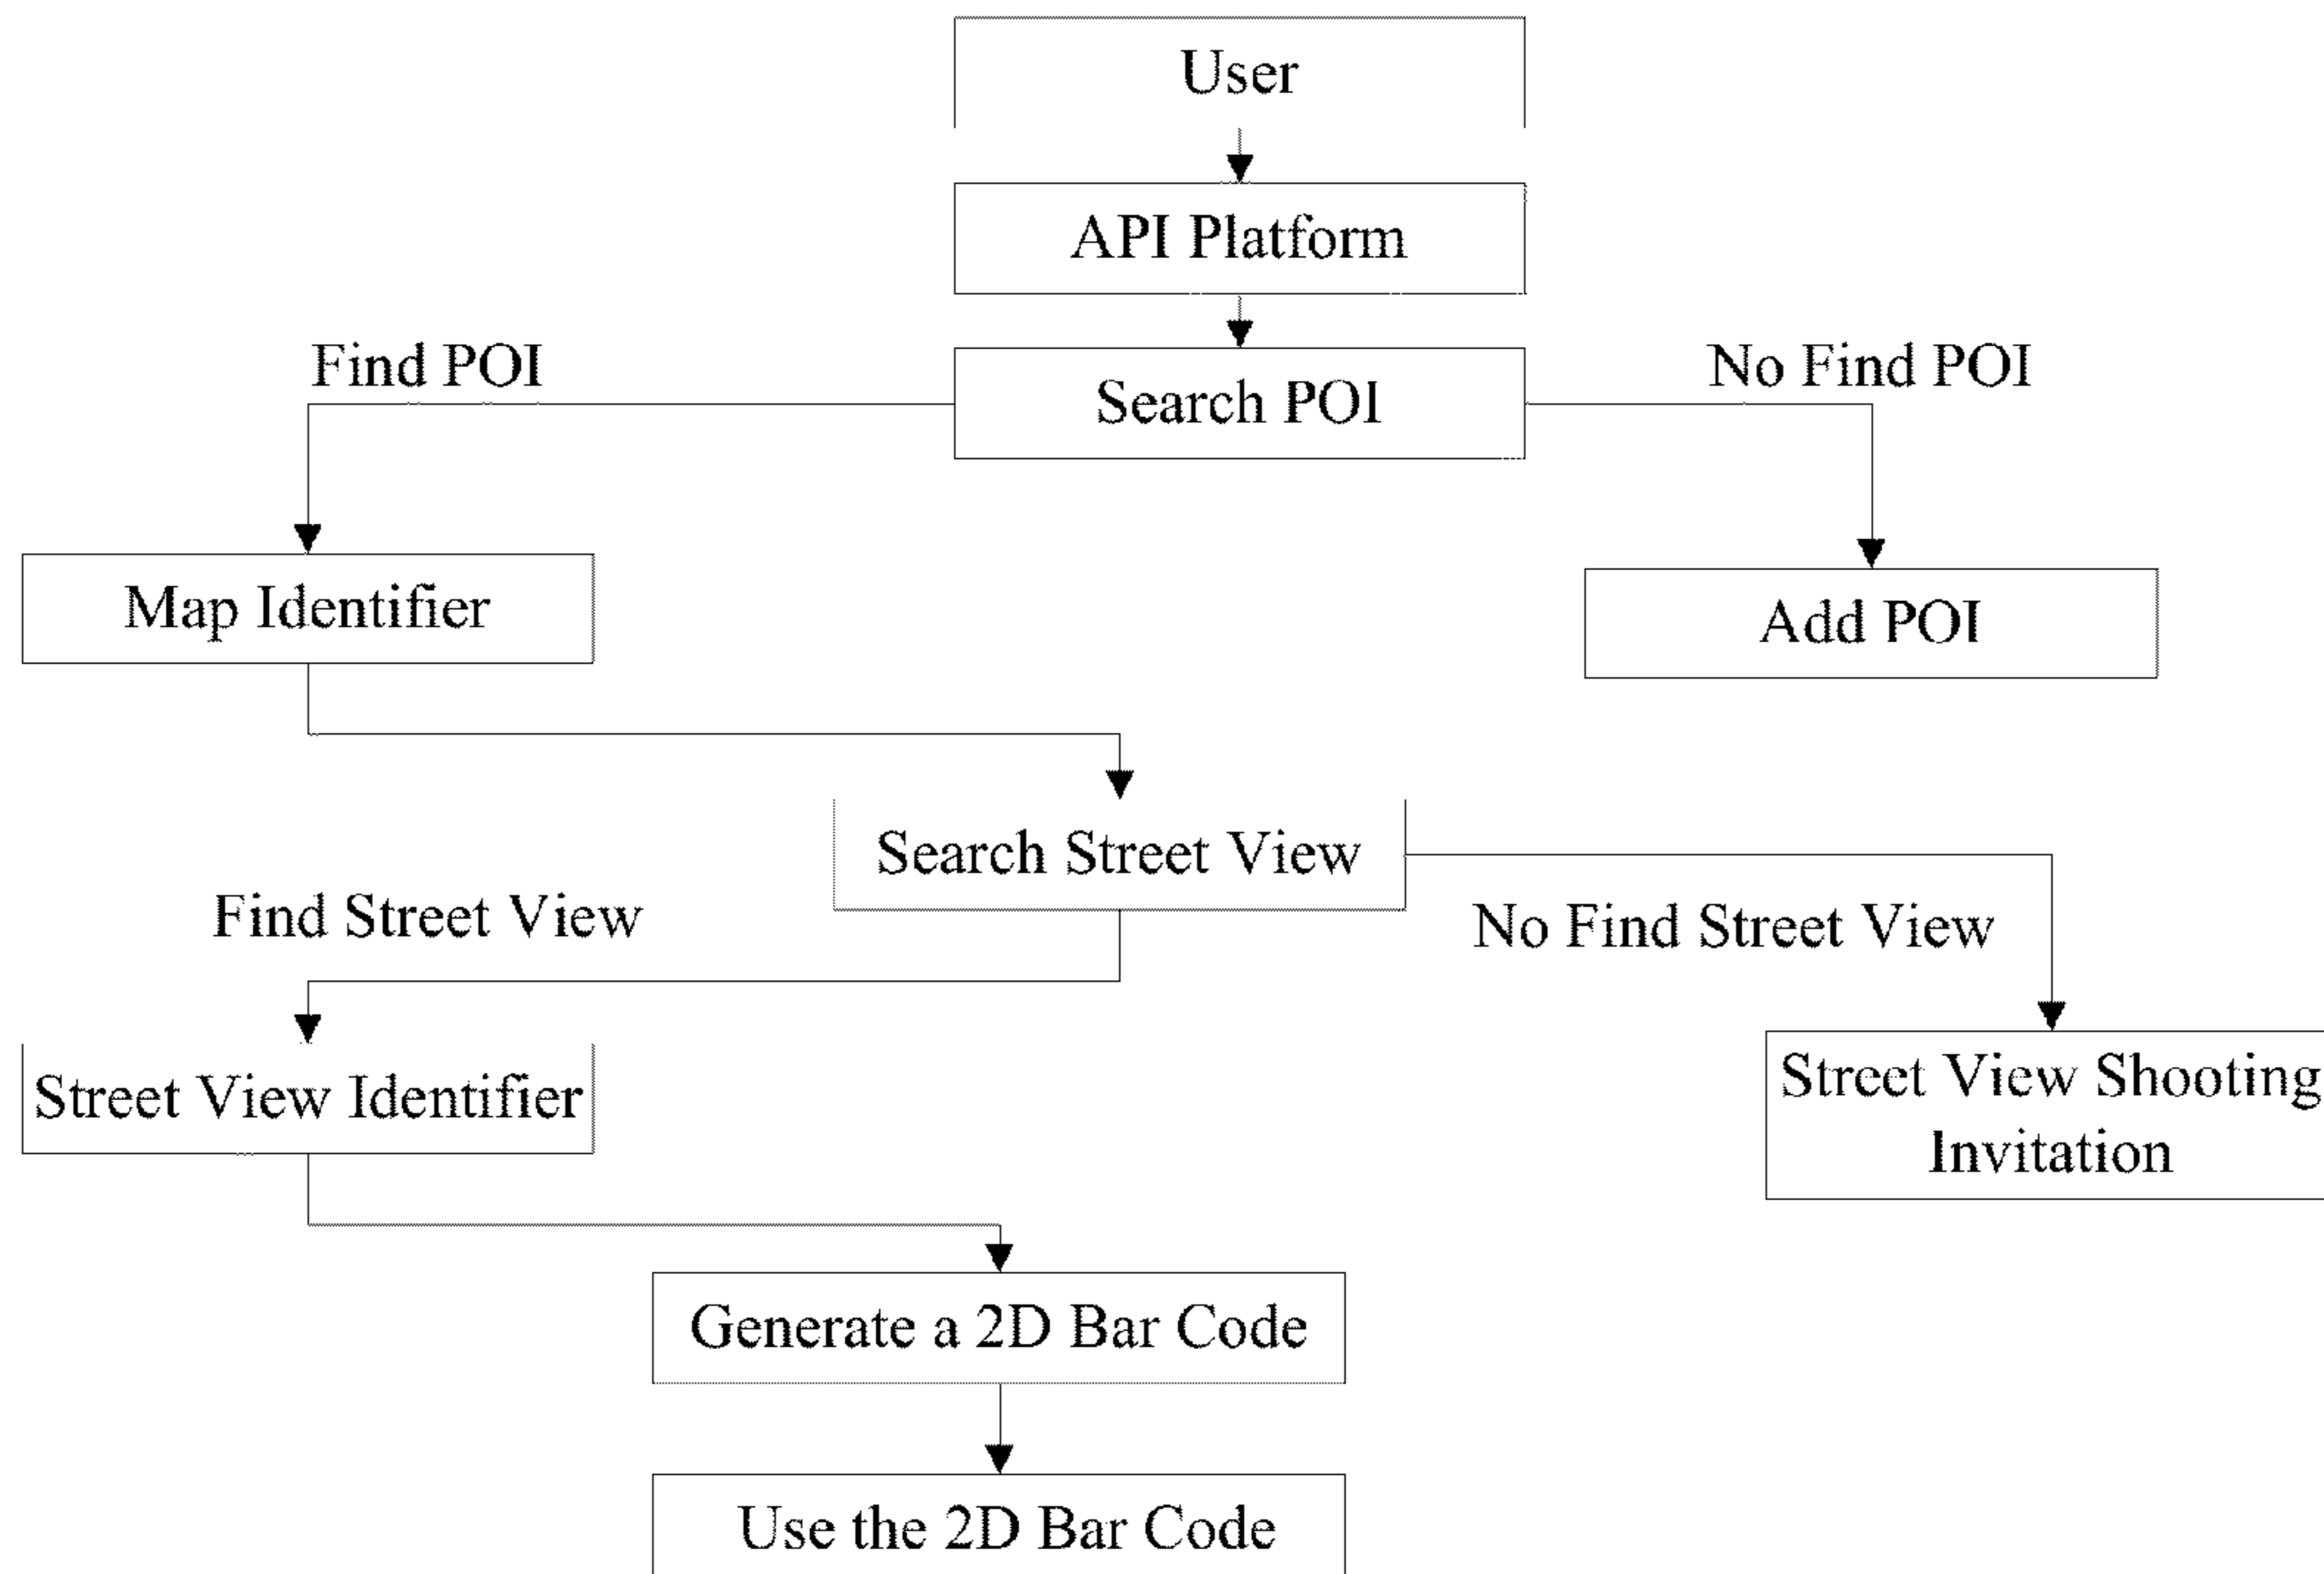 User
API Platform
Find POI
No Find POI
Search POI
Map Identifier
Add POI
Search Street View
Find Street View
No Find Street View
Street View Identifier
Street View Shooting
Invitation
Generate a 2D Bar Code
Use the 2D Bar Code